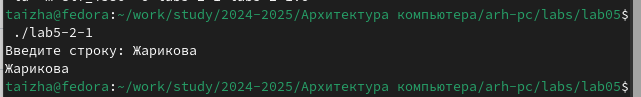 taizha@fedora:~/work/study/2024-2025/Архитектура компьютера/arh-pc/labs/lab05$
./lab5-2-1
Введите строку: Жарикова
Жарикова
taizha@fedora:~/work/study/2024-2025/Архитектура компьютера/arh-pc/labs/lab05$